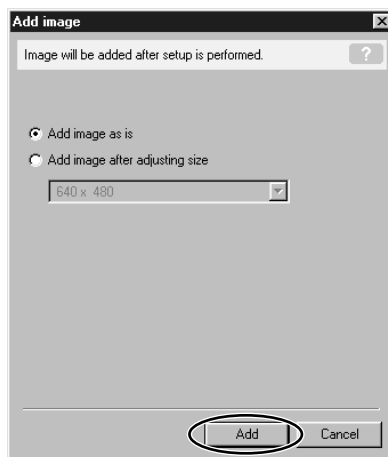 Add image
Image will be added after setup is performed.
?
Add image as is
Add image after adjusting size
640 x 480
Add Cancel